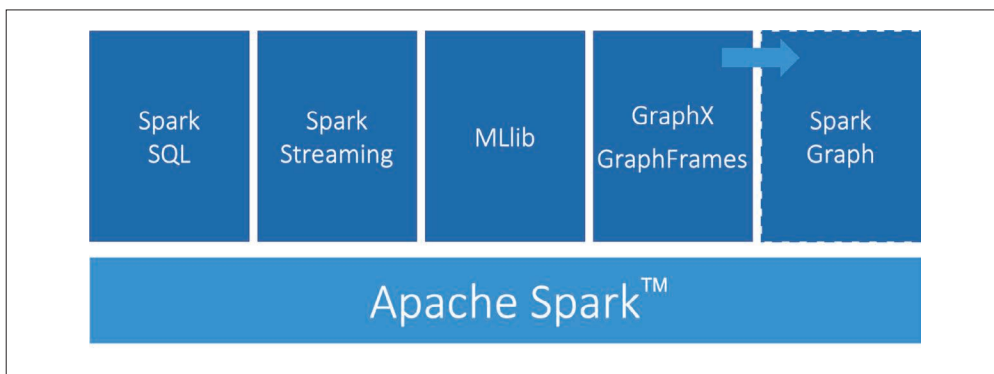 Spark
SQL
Spark
Streaming
MLlib
GraphX
GraphFrames
Spark
Graph
Apache Spark™